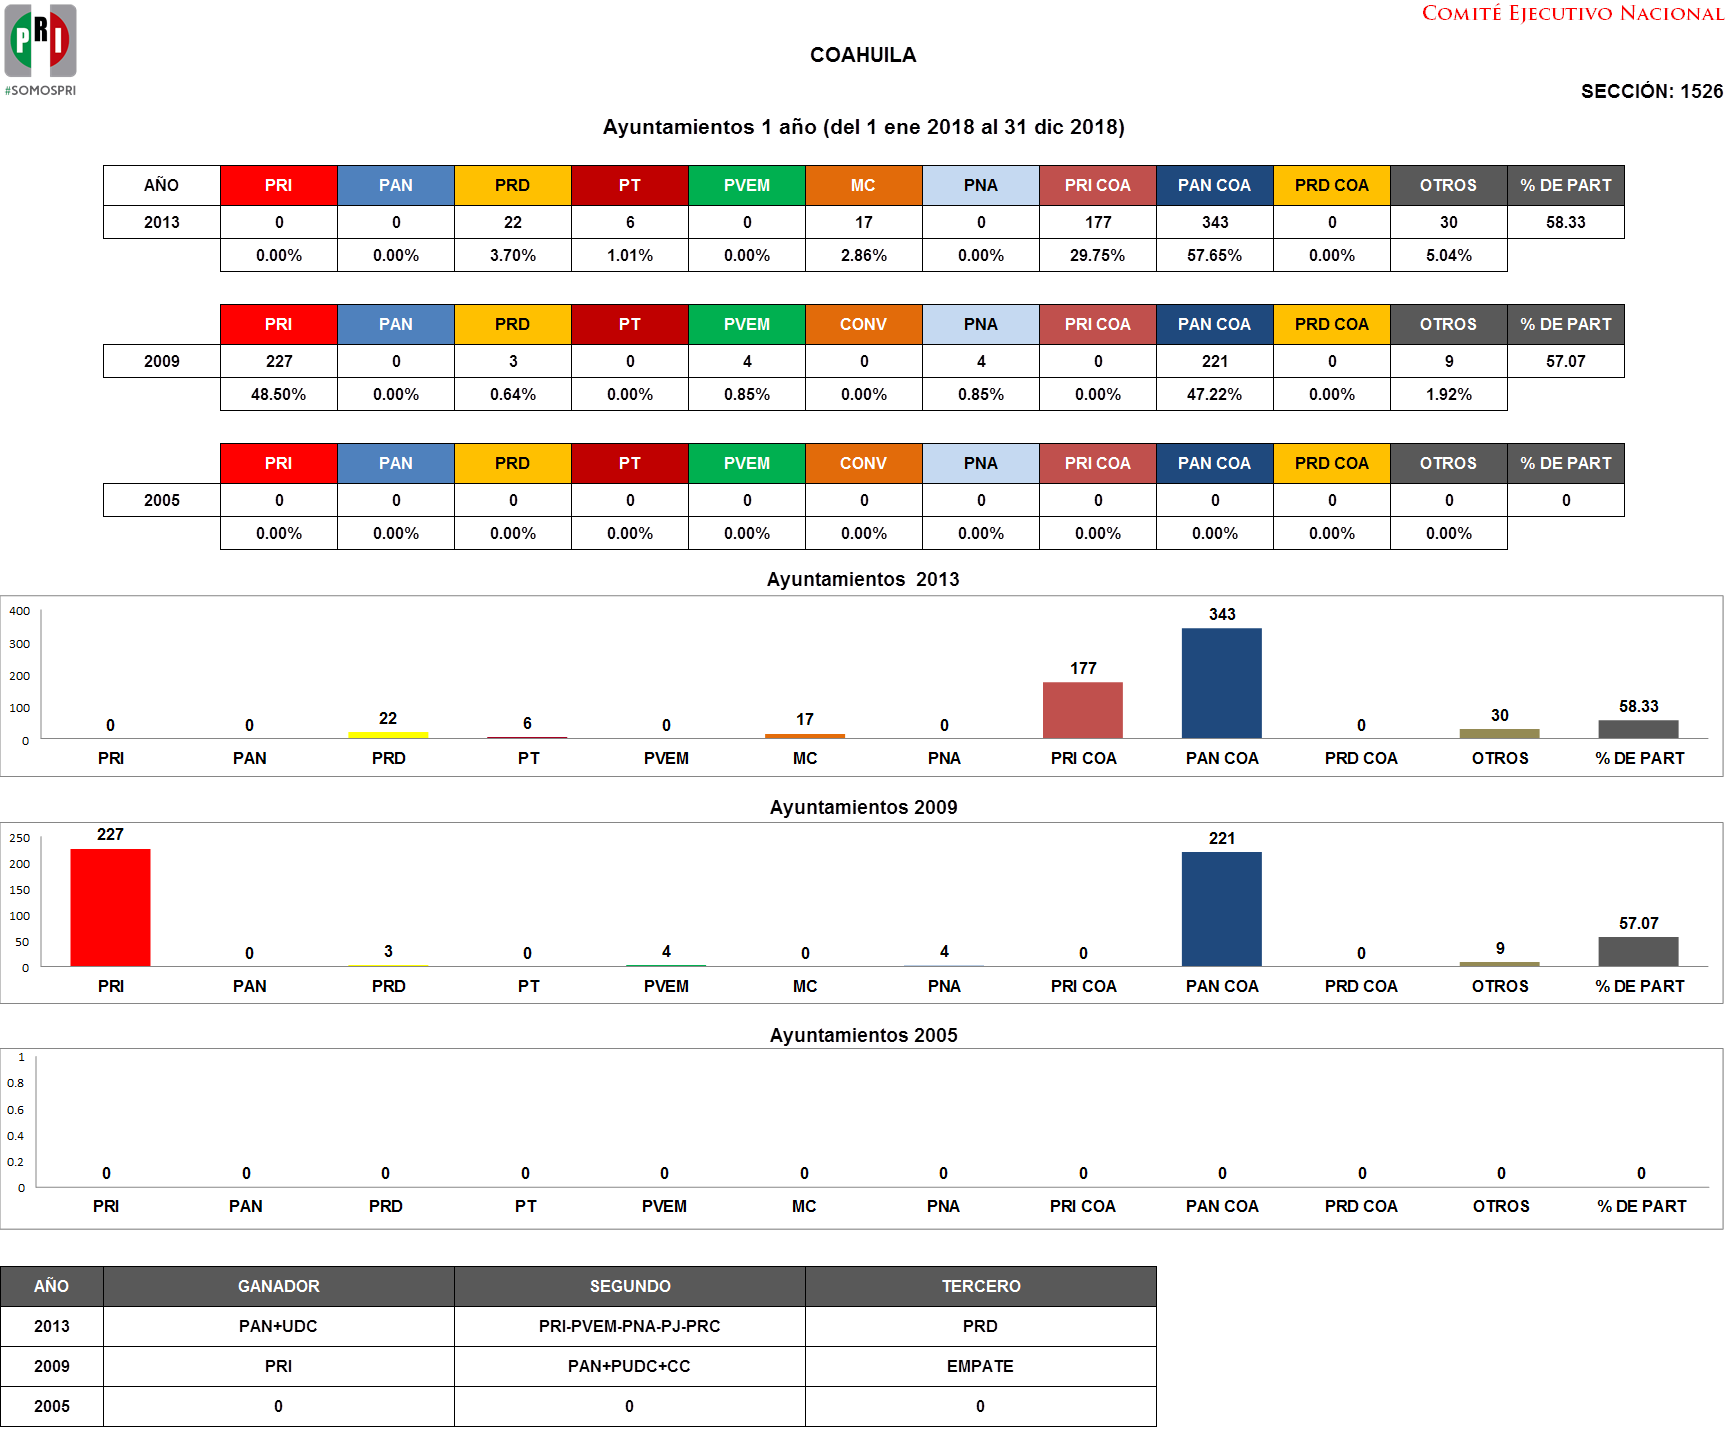 COMITÉ EJECUTIVO NACIONAL
PRI
#SOMOSPRI
COAHUILA
SECCIÓN: 1526
Ayuntamientos 1 año (del 1 ene 2018 al 31 dic 2018)
AÑO PRI PAN PRD PT PVEM MC PNA PRI COA PAN COA PRD COA OTROS % DE PART
2013 0 0 22 6 0 17 0 177 343 0 30 58.33
0.00% 0.00% 3.70% 1.01% 0.00% 2.86% 0.00% 29.75% 57.65% 0.00% 5.04%
PRI PAN PRD PT PVEM CONV PNA PRI COA PAN COA PRD COA OTROS % DE PART
2009 227 0 3 0 4 0 4 0 221 0 9 57.07
48.50% 0.00% 0.64% 0.00% 0.85% 0.00% 0.85% 0.00% 47.22% 0.00% 1.92%
PRI PAN PRD PT PVEM CONV PNA PRI COA PAN COA PRD COA OTROS % DE PART
2005 0 0 0 0 0 0 0 0 0 0 0 0
0.00% 0.00% 0.00% 0.00% 0.00% 0.00% 0.00% 0.00% 0.00% 0.00% 0.00%
Ayuntamientos 2013
400
300
200
100
0
0 0 22 6 0 17 0 177 343 0 30 58.33
PRI PAN PRD PT PVEM MC PNA PRI COA PAN COA PRD COA OTROS % DE PART
Ayuntamientos 2009
250
200
150
100
50
0
227 0 3 0 4 0 4 0 221 0 9 57.07
PRI PAN PRD PT PVEM MC PNA PRI COA PAN COA PRD COA OTROS % DE PART
Ayuntamientos 2005
1
0.8
0.6
0.4
0.2
0
0 0 0 0 0 0 0 0 0 0 0 0
PRI PAN PRD PT PVEM MC PNA PRI COA PAN COA PRD COA OTROS % DE PART
AÑO GANADOR SEGUNDO TERCERO
2013 PAN+UDC PRI-PVEM-PNA-PJ-PRC PRD
2009 PRI PAN+PUDC+CC EMPATE
2005 0 0 0